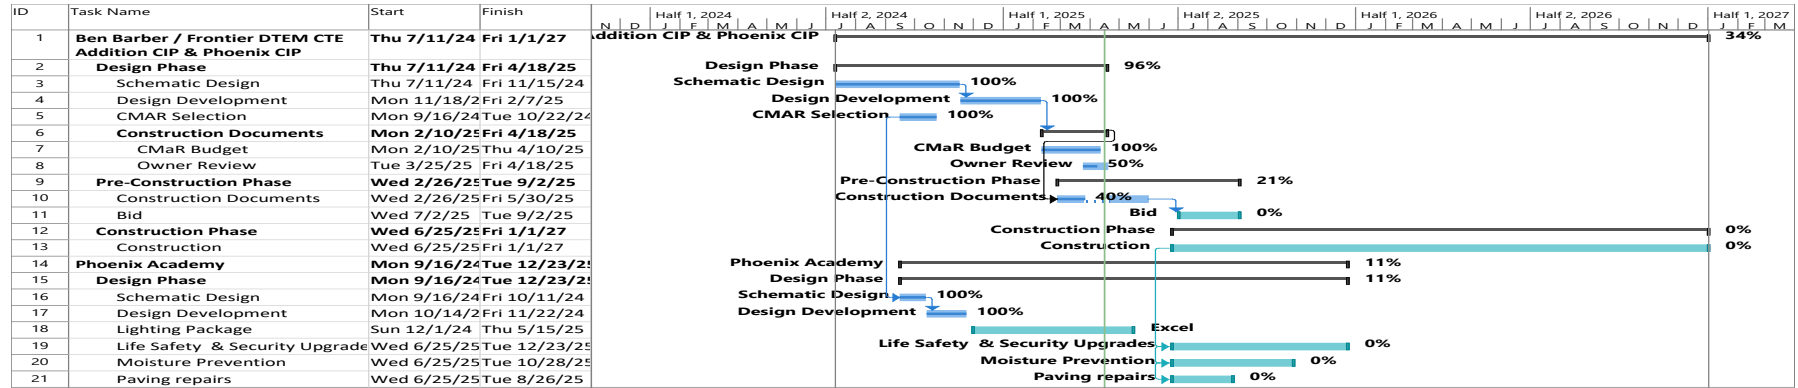 ID Task Name Start Finish Half 1, 2024 Half 2, 2024 Half 1, 2025 Half 2, 2025 Half 1, 2026 Half 2, 2026 Half 1, 2027
N D J F M A M J J A S O N D J F M A M J J A S O N D J F M A M J J A S O N D J F M
1 Ben Barber / Frontier DTEM CTE Thu 7/11/24 Fri 1/1/27 Addition CIP & Phoenix CIP 34%
Addition CIP & Phoenix CIP
2 Design Phase Thu 7/11/24 Fri 4/18/25 Design Phase 96%
3 Schematic Design Thu 7/11/24 Fri 11/15/24 Schematic Design 100%
4 Design Development Mon 11/18/2 Fri 2/7/25 Design Development 100%
5 CMAR Selection Mon 9/16/24 Tue 10/22/24 CMAR Selection 100%
6 Construction Documents Mon 2/10/25 Fri 4/18/25
7 CMaR Budget Mon 2/10/25 Thu 4/10/25 CMaR Budget 100%
8 Owner Review Tue 3/25/25 Fri 4/18/25 Owner Review 50%
9 Pre-Construction Phase Wed 2/26/25 Tue 9/2/25 Pre-Construction Phase 21%
10 Construction Documents Wed 2/26/25 Fri 5/30/25 Construction Documents 40%
11 Bid Wed 7/2/25 Tue 9/2/25 Bid 0%
12 Construction Phase Wed 6/25/25 Fri 1/1/27 Construction Phase 0%
13 Construction Wed 6/25/25 Fri 1/1/27 Construction 0%
14 Phoenix Academy Mon 9/16/24 Tue 12/23/25 Phoenix Academy 11%
15 Design Phase Mon 9/16/24 Tue 12/23/25 Design Phase 11%
16 Schematic Design Mon 9/16/24 Fri 10/11/24 Schematic Design 100%
17 Design Development Mon 10/14/2 Fri 11/22/24 Design Development 100%
18 Lighting Package Sun 12/1/24 Thu 5/15/25 Excel
19 Life Safety & Security Upgrade Wed 6/25/25 Tue 12/23/25 Life Safety & Security Upgrades 0%
20 Moisture Prevention Wed 6/25/25 Tue 10/28/25 Moisture Prevention 0%
21 Paving repairs Wed 6/25/25 Tue 8/26/25 Paving repairs 0%